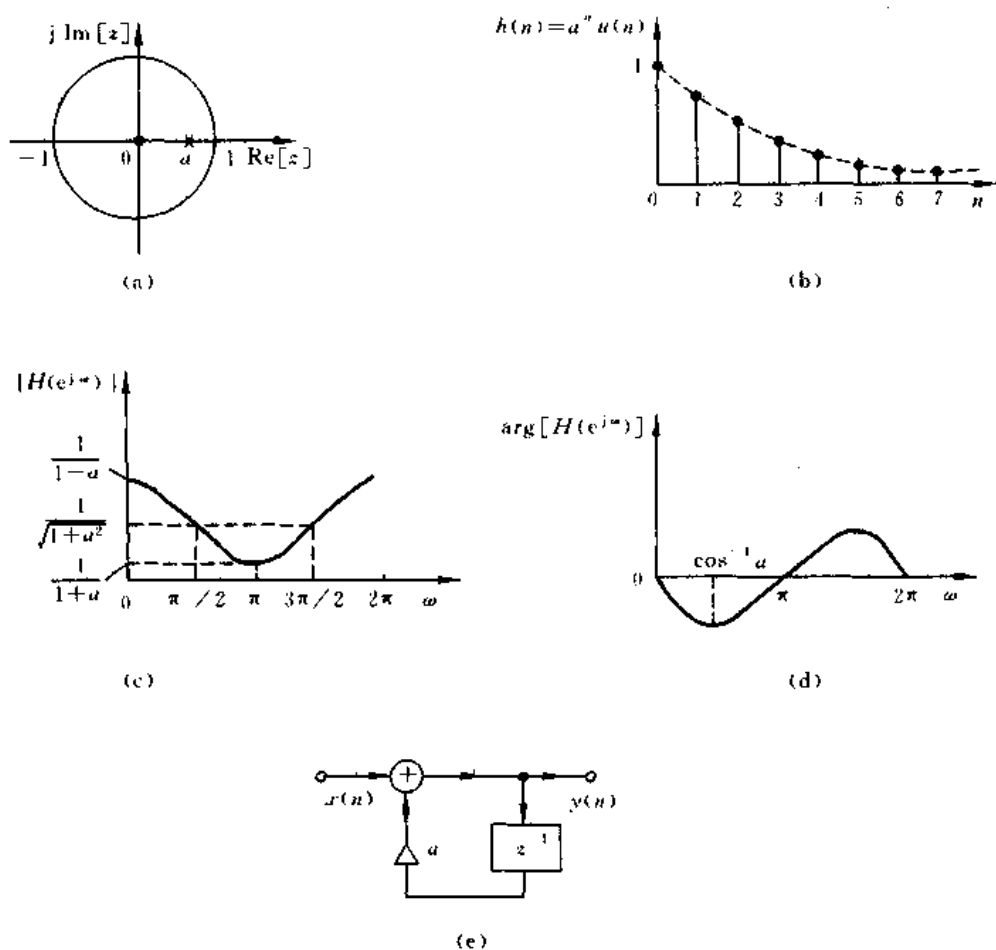 j Im[z]
−1 0 a 1 Re[z]
(a)
h(n)=aⁿu(n)
1
0 1 2 3 4 5 6 7 n
(b)
|H(e^{jω})|
1/(1−a)
1/√(1+a²)
1/(1+a)
0 π/2 π 3π/2 2π ω
(c)
arg[H(e^{jω})]
cos⁻¹a
0 π 2π ω
(d)
+
x(n) y(n)
a z⁻¹
(e)